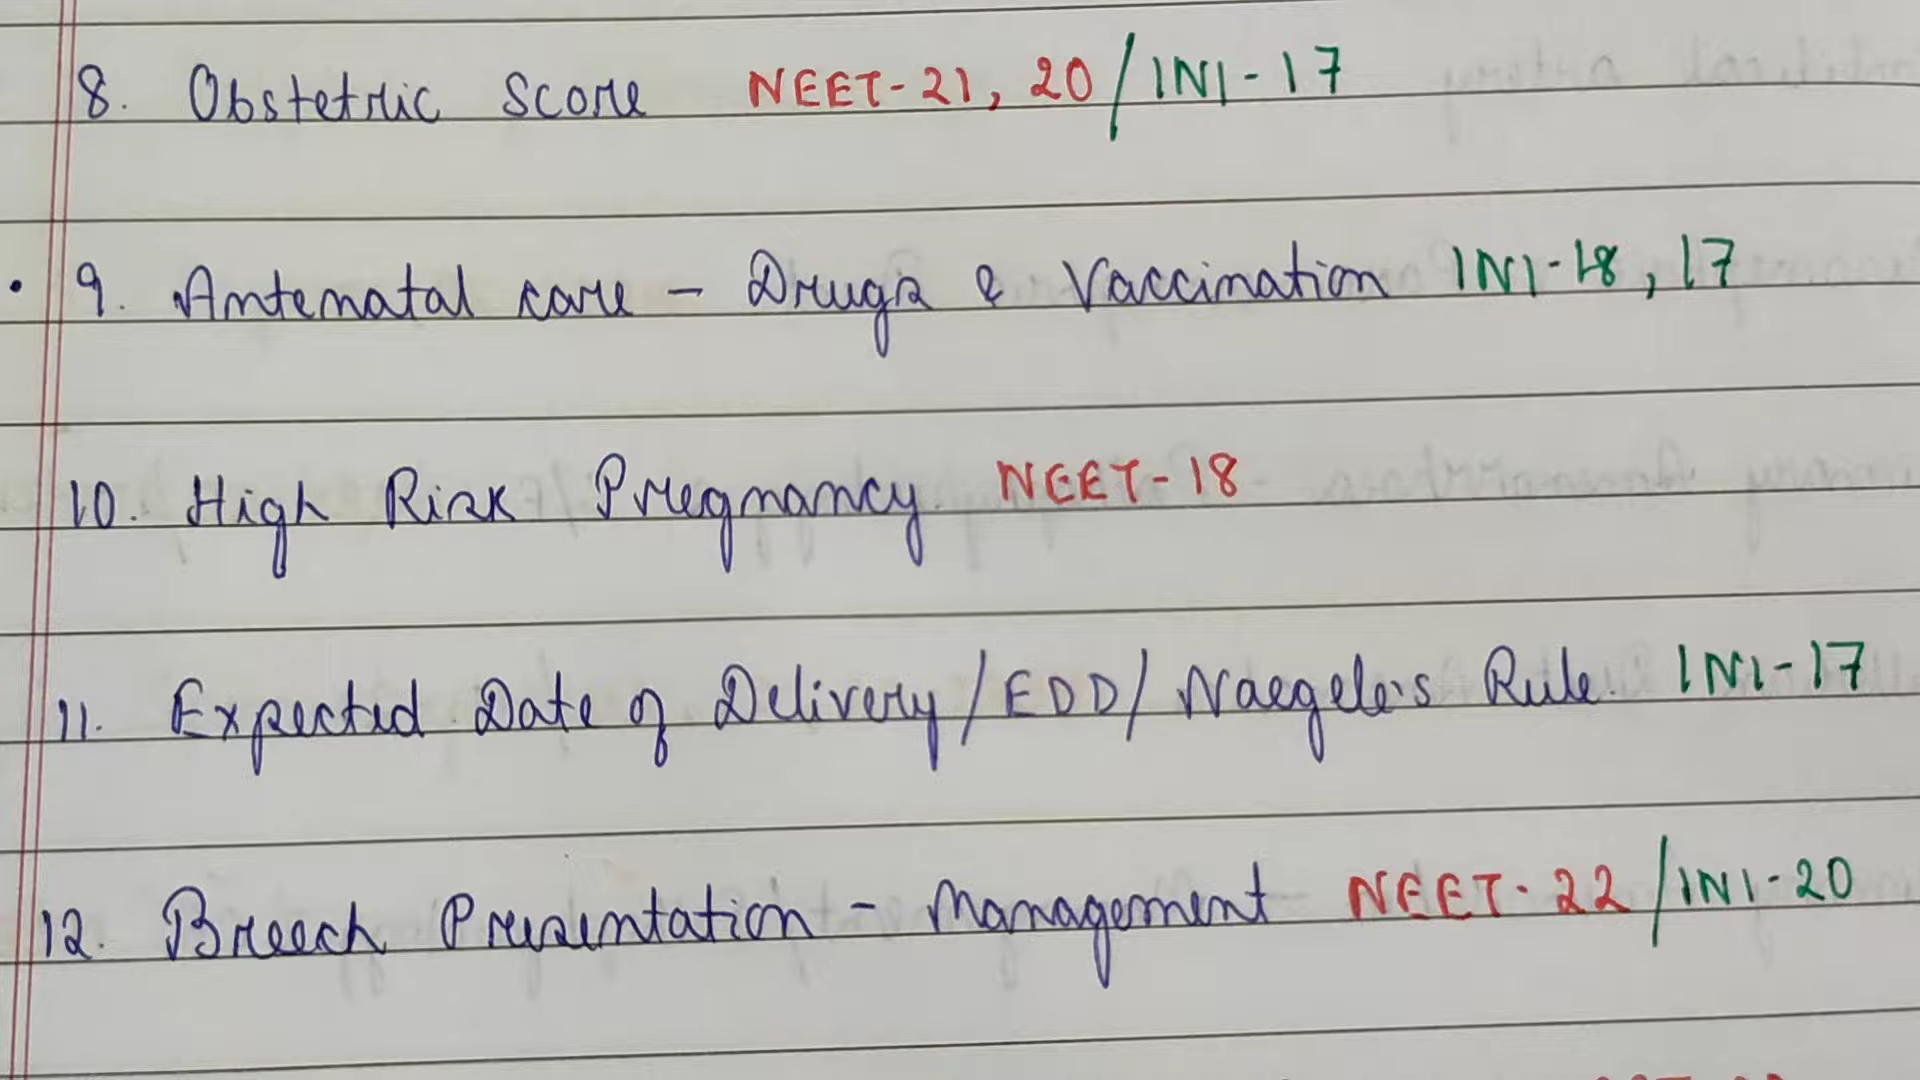 8. Obstetric Score NEET-21, 20/INI-17
• 9. Antenatal care - Drugs & Vaccination INI-18, 17
10. High Risk Pregnancy NEET-18
11. Expected Date of Delivery/EDD/Naegele's Rule. INI-17
12. Breech Presentation - Management NEET-22/INI-20